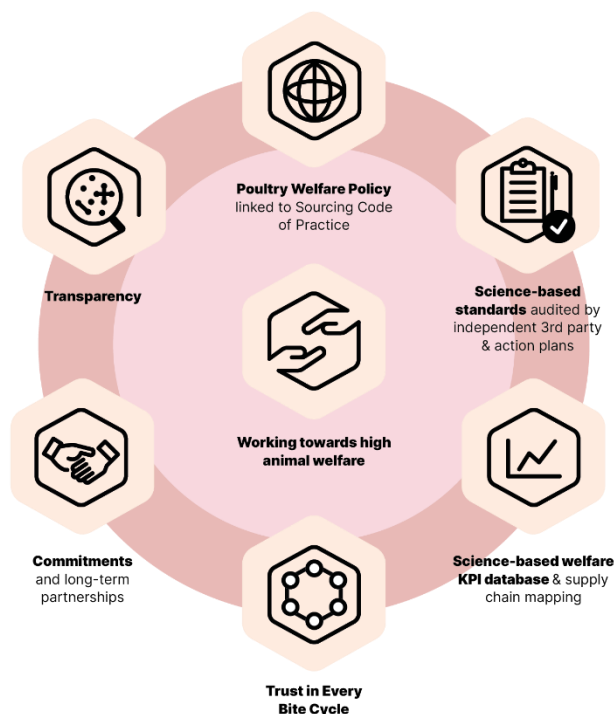 Poultry Welfare Policy
linked to Sourcing Code
of Practice
Transparency
Science-based
standards audited by
independent 3rd party
& action plans
Working towards high
animal welfare
Commitments
and long-term
partnerships
Science-based welfare
KPI database & supply
chain mapping
Trust in Every
Bite Cycle